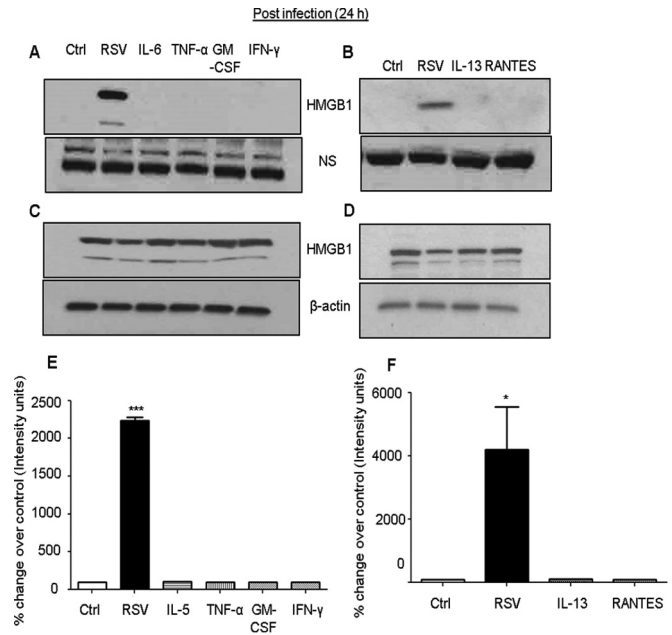 Post infection (24 h)
A
Ctrl RSV IL-6 TNF-α GM-CSF IFN-γ
B
Ctrl RSV IL-13 RANTES
HMGB1
NS
C
D
HMGB1
β-actin
E
% change over control (Intensity units)
2500
2000
1500
1000
500
0
***
Ctrl RSV IL-5 TNF-α GM-CSF IFN-γ
F
% change over control (Intensity units)
6000
4000
2000
0
*
Ctrl RSV IL-13 RANTES